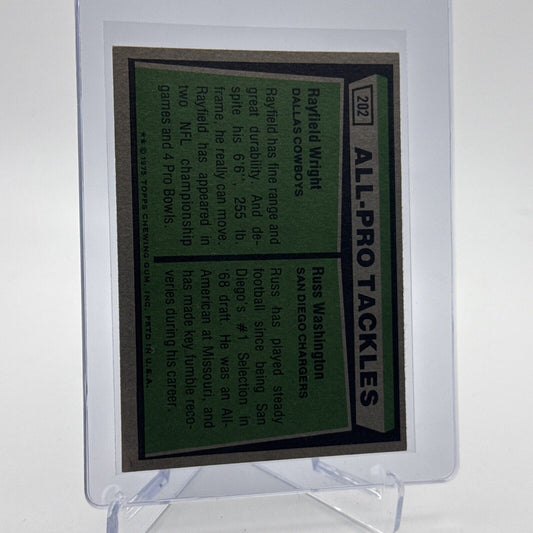 202
ALL-PRO TACKLES
Rayfield Wright
DALLAS COWBOYS
Rayfield has fine range and
great durability. And de-
spite his 6'6", 255 lb.
frame, he really can move.
Rayfield has appeared in
two NFL championship
games and 4 Pro Bowls.
Russ Washington
SAN DIEGO CHARGERS
Russ has played steady
football since being San
Diego's #1 Selection in
'68 draft. He was an All-
American at Missouri, and
has made key fumble reco-
veries during his career.
★★ © 1975 TOPPS CHEWING GUM, INC. PRTD IN U.S.A.